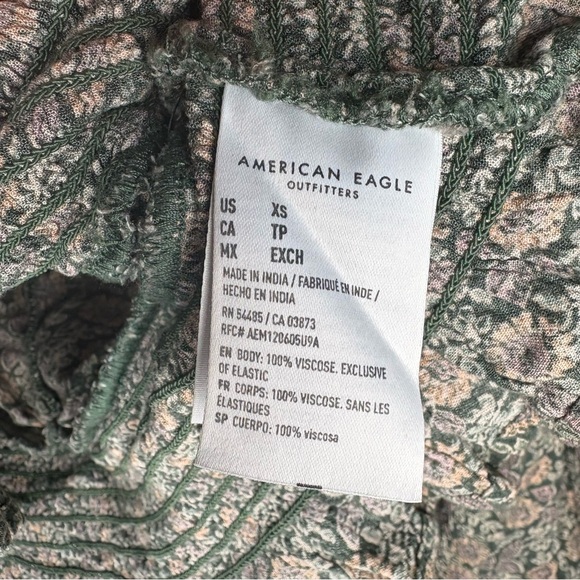 AMERICAN EAGLE
OUTFITTERS
US XS
CA TP
MX EXCH
MADE IN INDIA / FABRIQUÉ EN INDE /
HECHO EN INDIA
RN 54485 / CA 03873
RFC# AEM120605U9A
EN BODY: 100% VISCOSE. EXCLUSIVE
OF ELASTIC
FR CORPS: 100% VISCOSE. SANS LES
ÉLASTIQUES
SP CUERPO: 100% viscosa